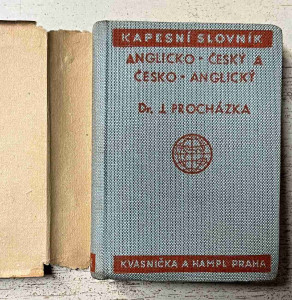 KAPESNÍ SLOVNÍK
ANGLICKO - ČESKÝ A
ČESKO - ANGLICKÝ
Dr. J. PROCHÁZKA
KVASNIČKA A HAMPL PRAHA